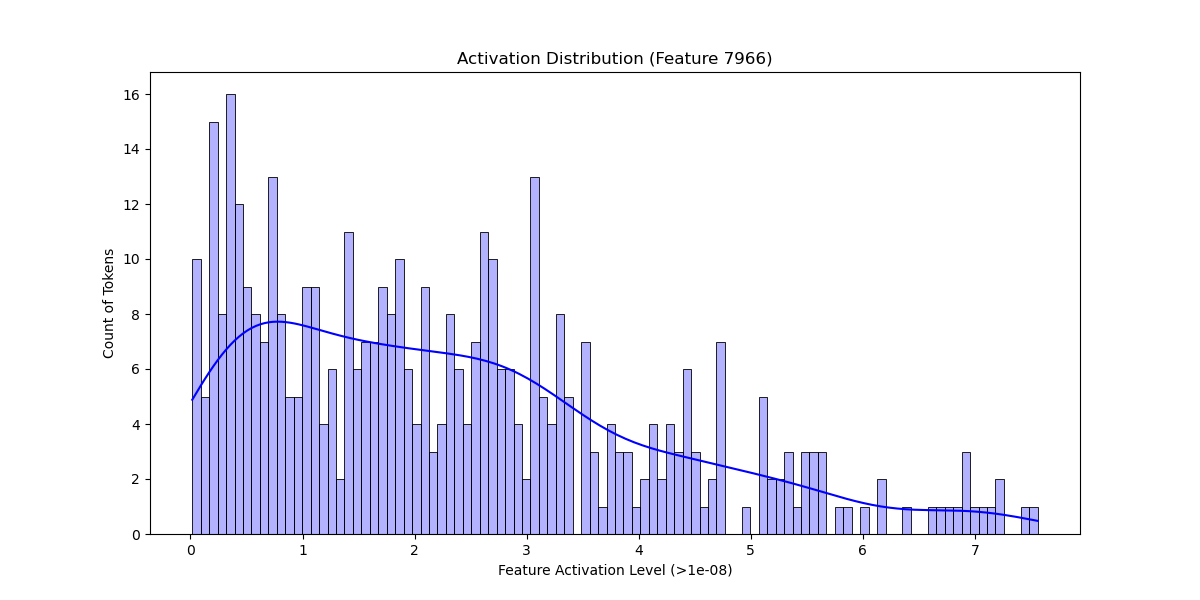 Activation Distribution (Feature 7966)
16
14
12
10
8
6
4
2
0
Count of Tokens
0 1 2 3 4 5 6 7
Feature Activation Level (>1e-08)